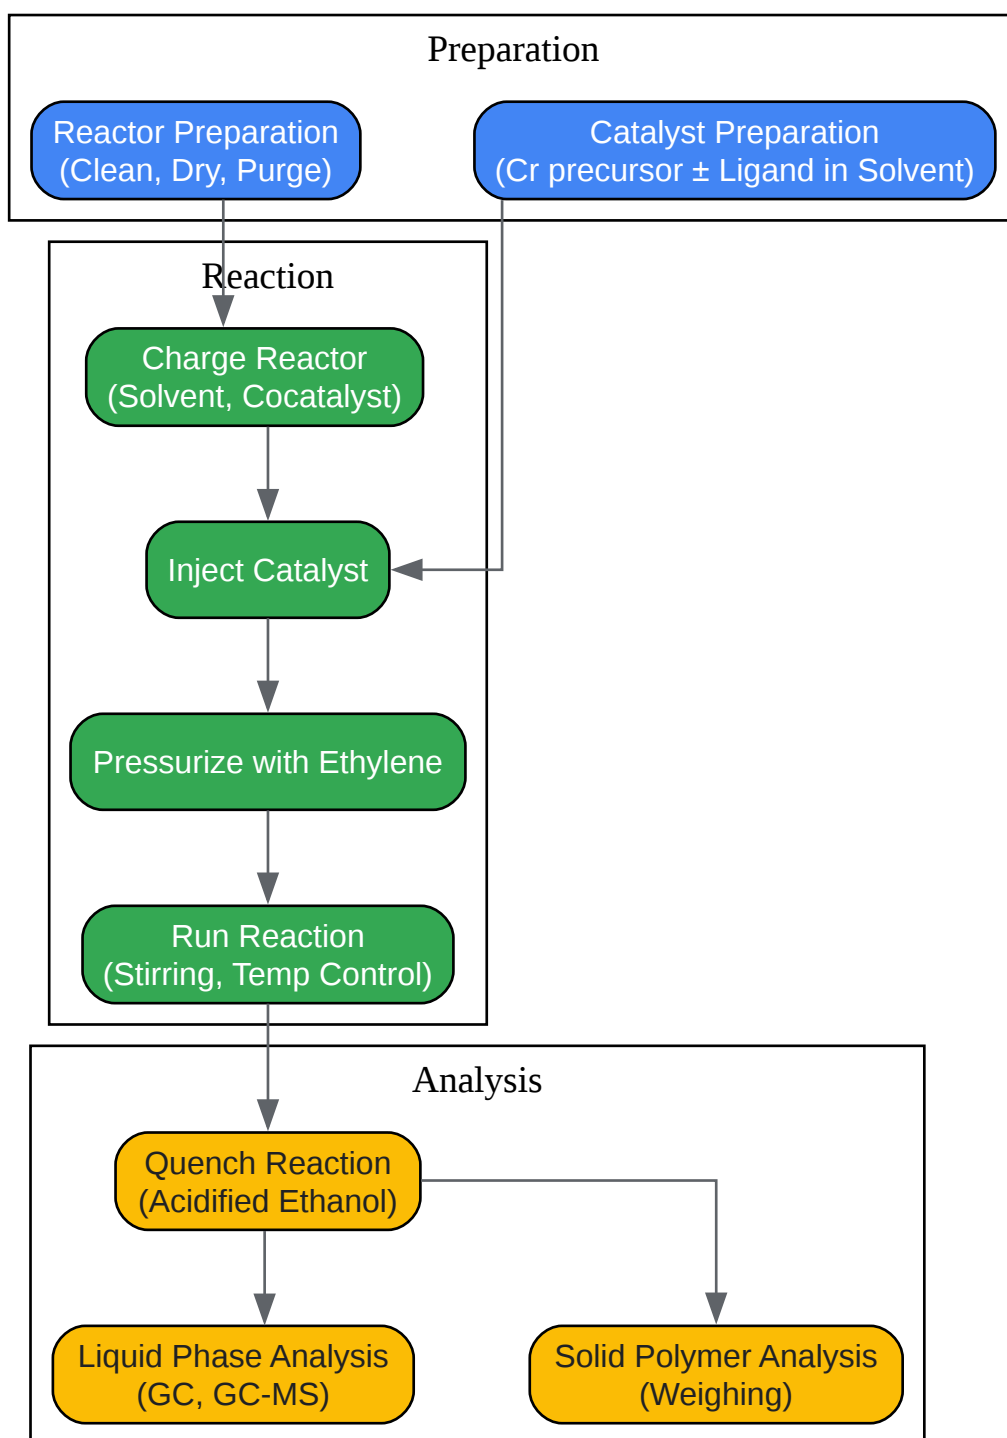 Preparation
Reactor Preparation
(Clean, Dry, Purge)
Catalyst Preparation
(Cr precursor ± Ligand in Solvent)
Reaction
Charge Reactor
(Solvent, Cocatalyst)
Inject Catalyst
Pressurize with Ethylene
Run Reaction
(Stirring, Temp Control)
Analysis
Quench Reaction
(Acidified Ethanol)
Liquid Phase Analysis
(GC, GC-MS)
Solid Polymer Analysis
(Weighing)